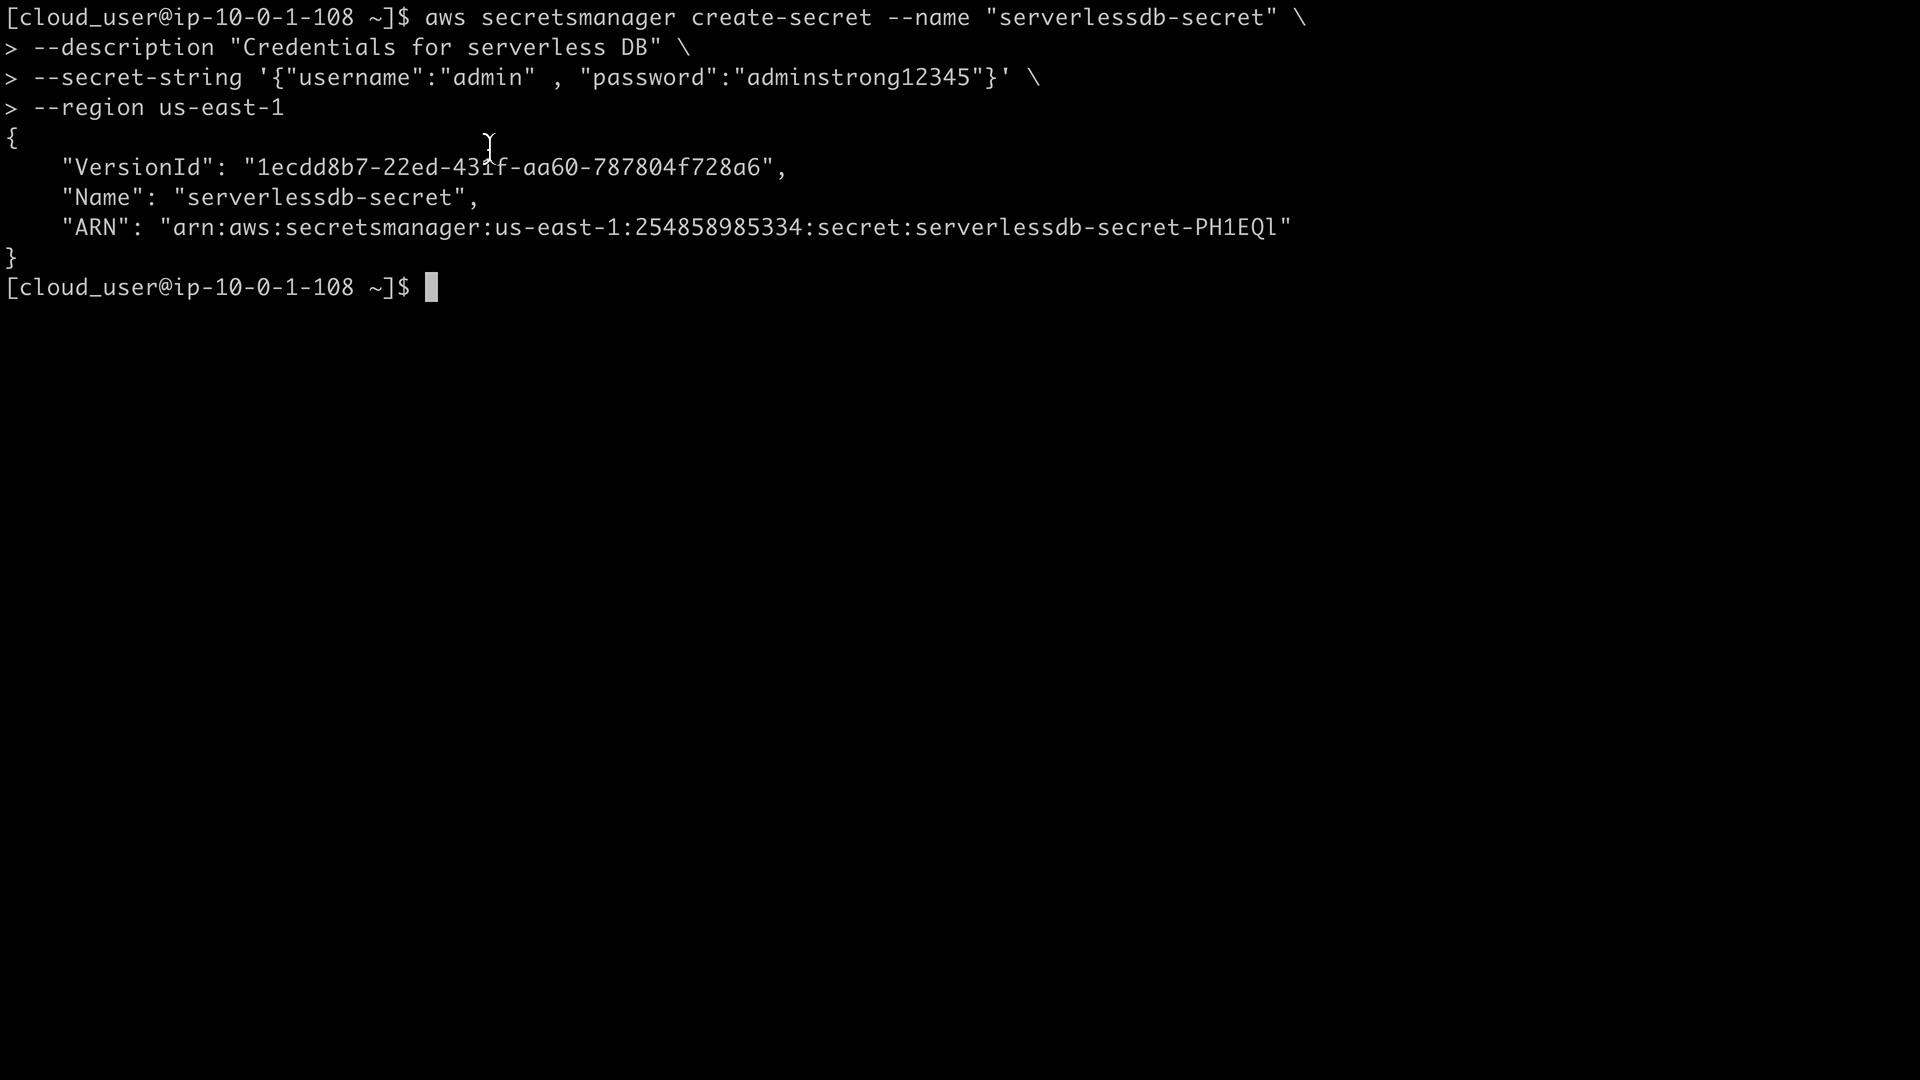 [cloud_user@ip-10-0-1-108 ~]$ aws secretsmanager create-secret --name "serverlessdb-secret" \
> --description "Credentials for serverless DB" \
> --secret-string '{"username":"admin" , "password":"adminstrong12345"}' \
> --region us-east-1
{
    "VersionId": "1ecdd8b7-22ed-431f-aa60-787804f728a6",
    "Name": "serverlessdb-secret",
    "ARN": "arn:aws:secretsmanager:us-east-1:254858985334:secret:serverlessdb-secret-PH1EQl"
}
[cloud_user@ip-10-0-1-108 ~]$